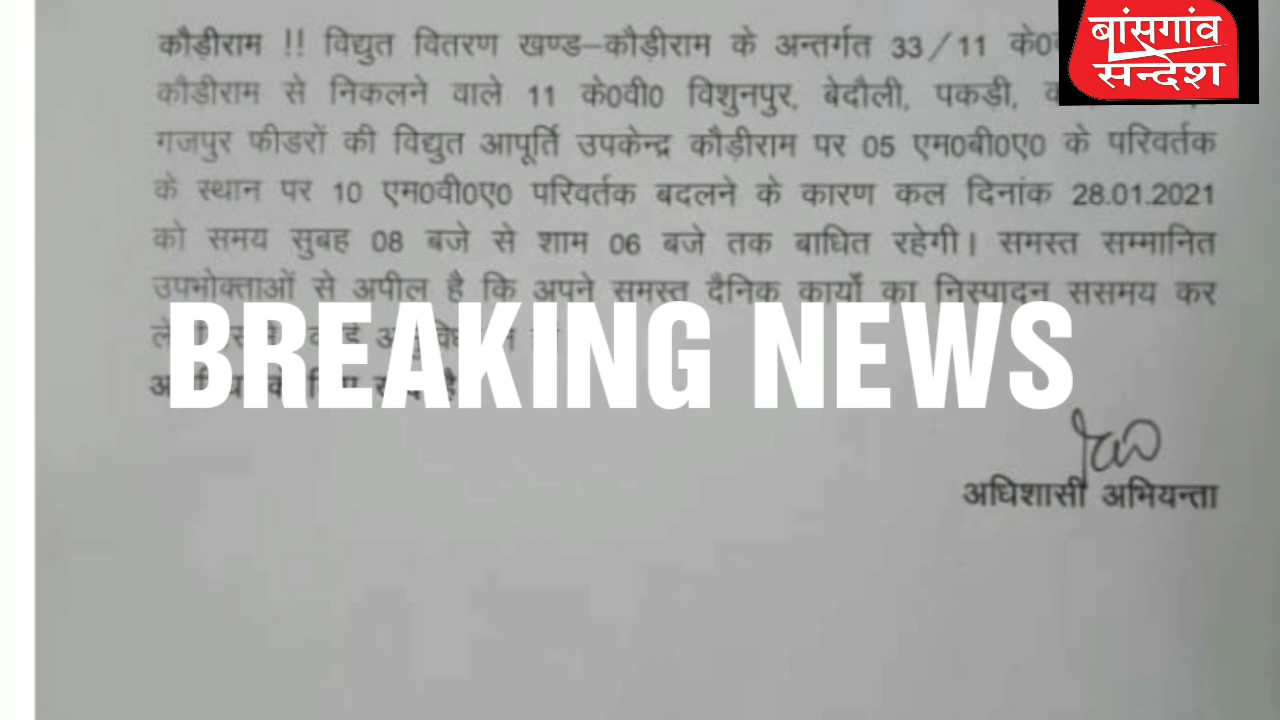 बांसगांव
सन्देश
कौड़ीराम !! विद्युत वितरण खण्ड–कौड़ीराम के अन्तर्गत 33/11
कौडीराम से निकलने वाले 11 के0वी0 विशुनपुर, बेदौली, पकडी,
गजपुर फीडरों की विद्युत आपूर्ति उपकेन्द्र कौड़ीराम पर 05 एम0बी0ए0 के परिवर्तक
के स्थान पर 10 एम0वी0ए0 परिवर्तक बदलने के कारण कल दिनांक 28.01.2021
को समय सुबह 08 बजे से शाम 06 बजे तक बाधित रहेगी। समस्त सम्मानित
उपभोक्ताओं से अपील है कि अपने समस्त दैनिक कार्यो का निस्पादन ससमय कर
BREAKING NEWS
अधिशासी अभियन्ता